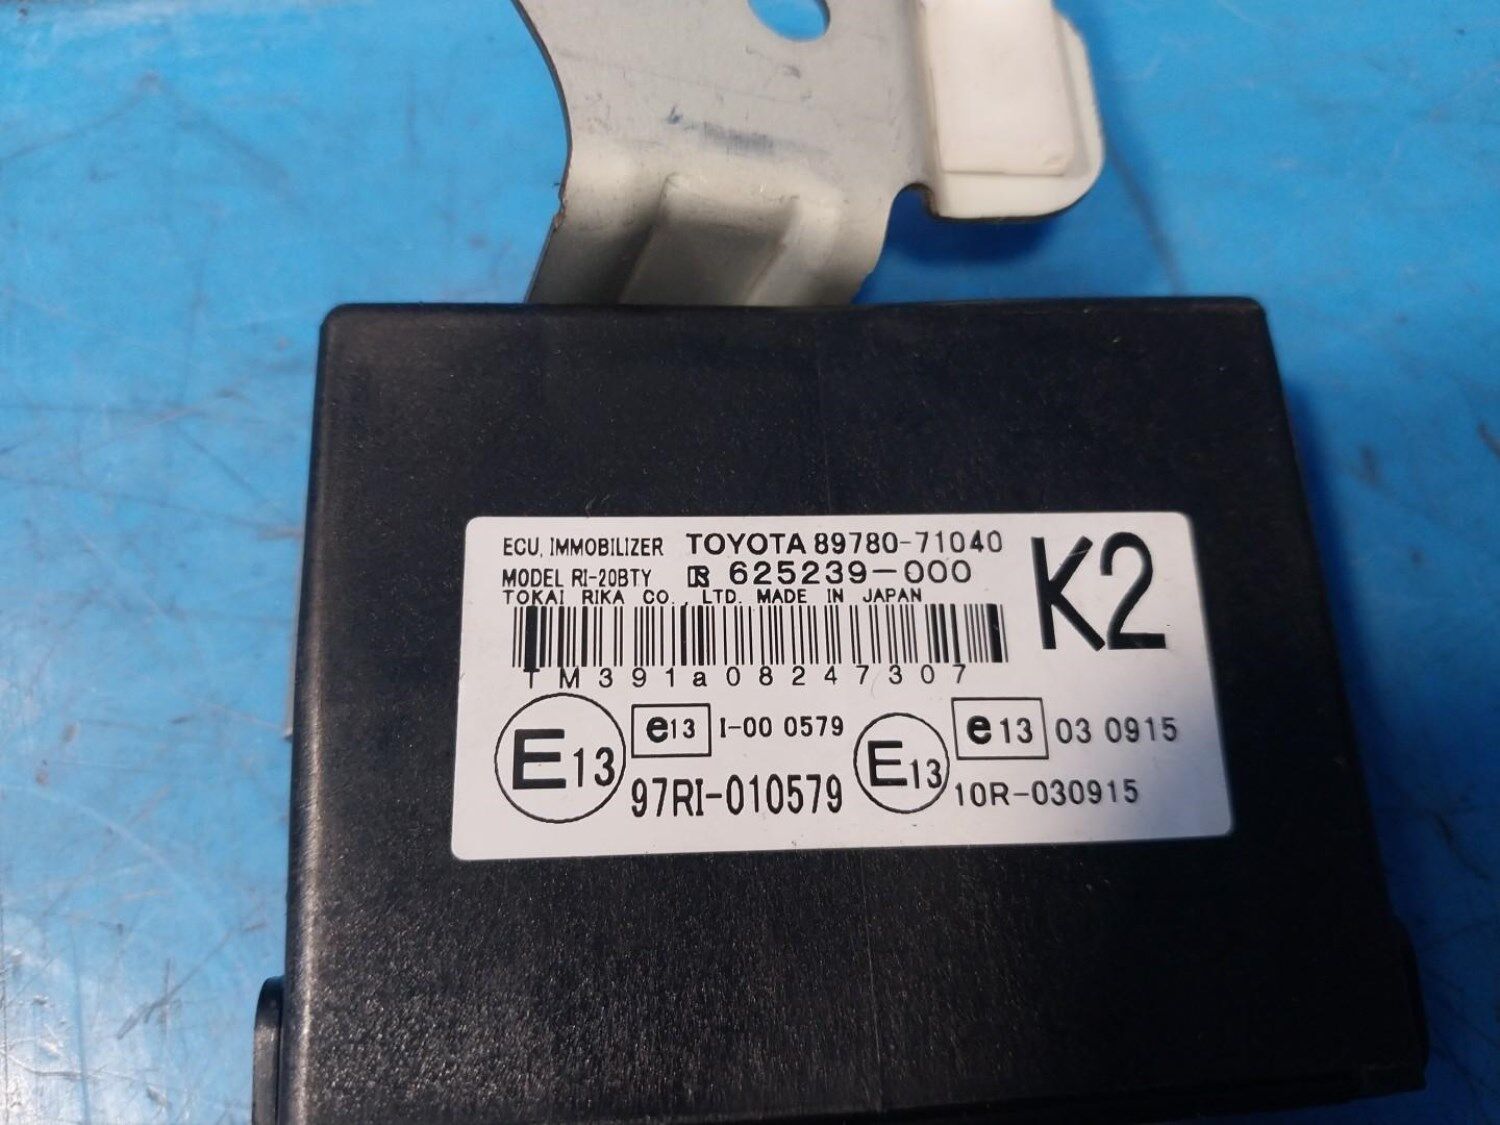 ECU, IMMOBILIZER TOYOTA 89780-71040
MODEL RI-20BTY 625239-000
K2
TOKAI RIKA CO., LTD. MADE IN JAPAN
TM391a08247307
E13 e13 I-00 0579
97RI-010579
E13 e13 03 0915
10R-030915